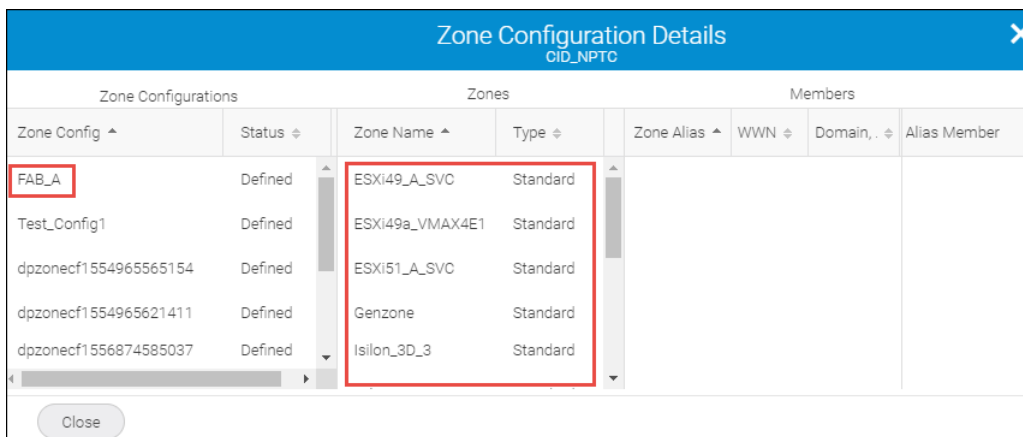 Zone Configuration Details
CID_NPTC
Zone Configurations Zones Members
Zone Config Status Zone Name Type Zone Alias WWN Domain, . Alias Member
FAB_A Defined ESXi49_A_SVC Standard
Test_Config1 Defined ESXi49a_VMAX4E1 Standard
dpzonecf1554965565154 Defined ESXi51_A_SVC Standard
dpzonecf1554965621411 Defined Genzone Standard
dpzonecf1556874585037 Defined Isilon_3D_3 Standard
Close